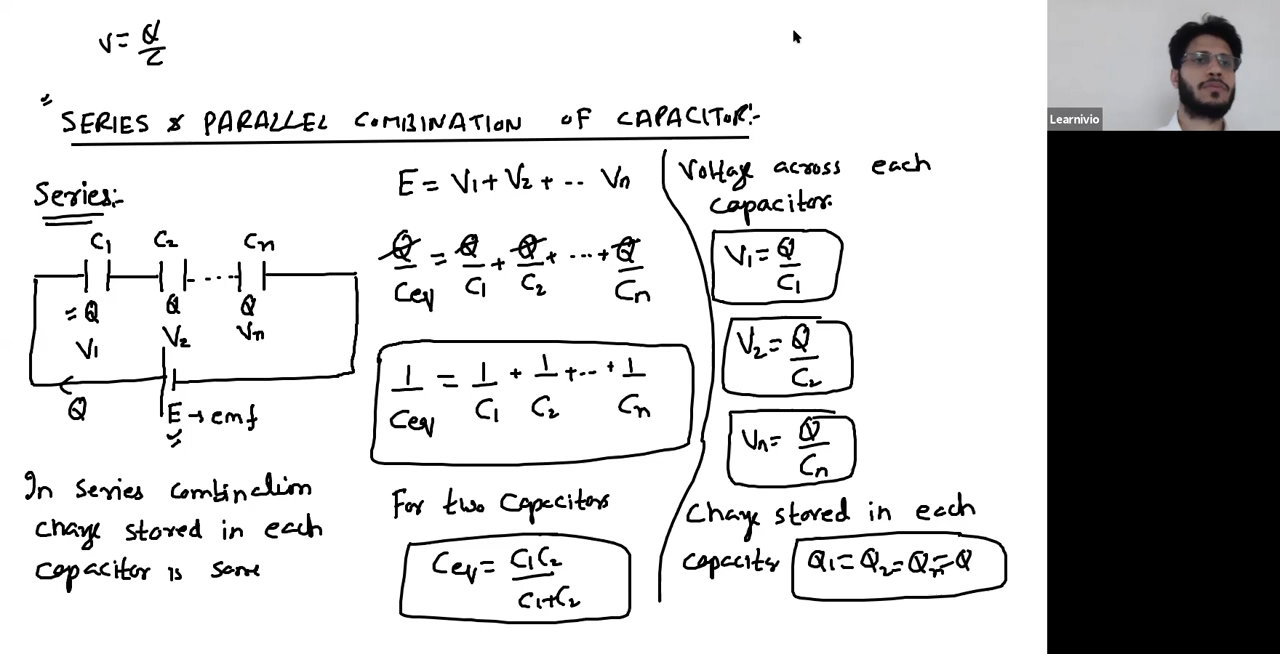 V = Q/C
" SERIES & PARALLEL COMBINATION OF CAPACITOR:-
Series:-
C1 C2 Cn
= Q Q Q
V1 V2 Vn
Q
E → emf
In series combination
charge stored in each
capacitor is same
E = V1 + V2 + ... Vn
Q/Ceq = Q/C1 + Q/C2 + ... + Q/Cn
1/Ceq = 1/C1 + 1/C2 + ... + 1/Cn
For two capacitors
Ceq = C1C2/C1+C2
Voltage across each
capacitor.
V1 = Q/C1
V2 = Q/C2
Vn = Q/Cn
Charge stored in each
capacitor Q1 = Q2 = Qn = Q
Learnivio